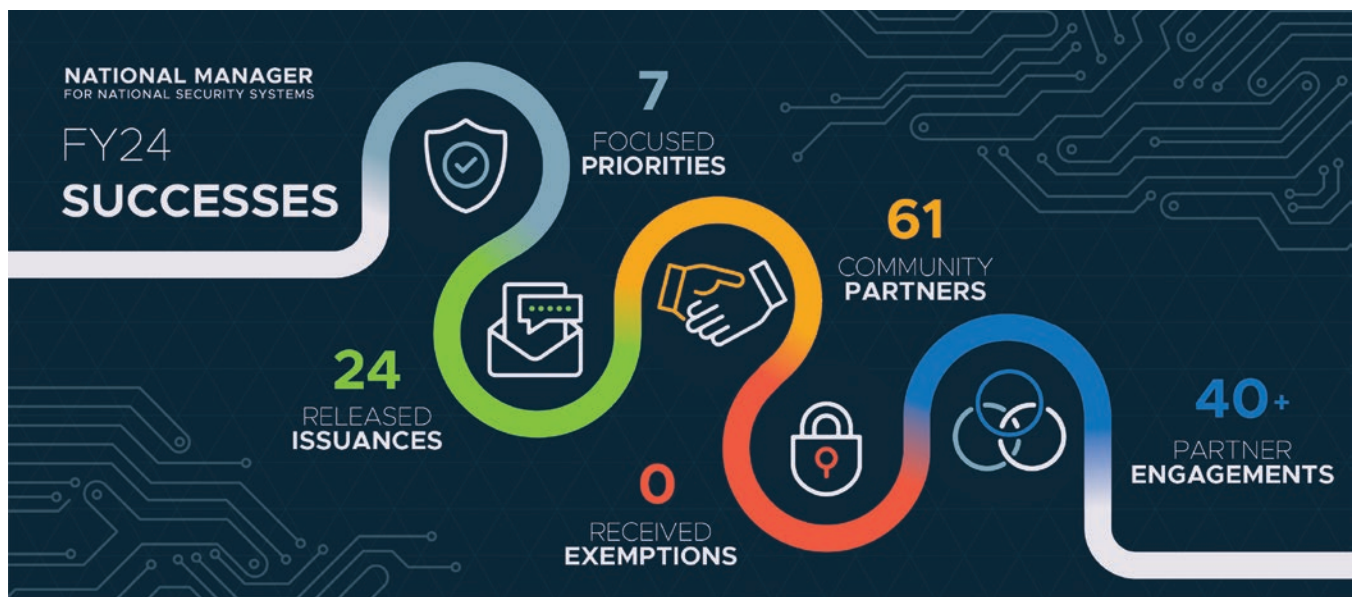 NATIONAL MANAGER
FOR NATIONAL SECURITY SYSTEMS
FY24
SUCCESSES
7
FOCUSED
PRIORITIES
24
RELEASED
ISSUANCES
61
COMMUNITY
PARTNERS
0
RECEIVED
EXEMPTIONS
40+
PARTNER
ENGAGEMENTS